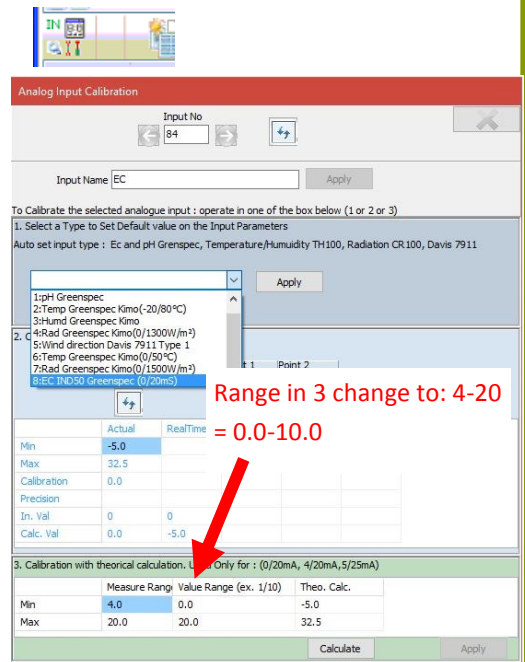 IN
Analog Input Calibration
Input No
84
Input Name EC Apply
To Calibrate the selected analogue input : operate in one of the box below (1 or 2 or 3)
1. Select a Type to Set Default value on the Input Parameters
Auto set input type : Ec and pH Grenspec, Temperature/Humuidity TH100, Radiation CR100, Davis 7911
Apply
1:pH Greenspec
2:Temp Greenspec Kimo(-20/80°C)
3:Humd Greenspec Kimo
4:Rad Greenspec Kimo(0/1300W/m²)
5:Wind direction Davis 7911 Type 1
6:Temp Greenspec Kimo(0/50°C)
7:Rad Greenspec Kimo(0/1500W/m²)
8:EC IND50 Greenspec (0/20mS)
2. C
t 1 Point 2
Range in 3 change to: 4-20
= 0.0-10.0
Actual RealTime
Min -5.0
Max 32.5
Calibration 0.0
Precision
In. Val 0 0
Calc. Val 0.0 -5.0
3. Calibration with theorical calculation. U Only for : (0/20mA, 4/20mA,5/25mA)
Measure Rang Value Range (ex. 1/10) Theo. Calc.
Min 4.0 0.0 -5.0
Max 20.0 20.0 32.5
Calculate Apply